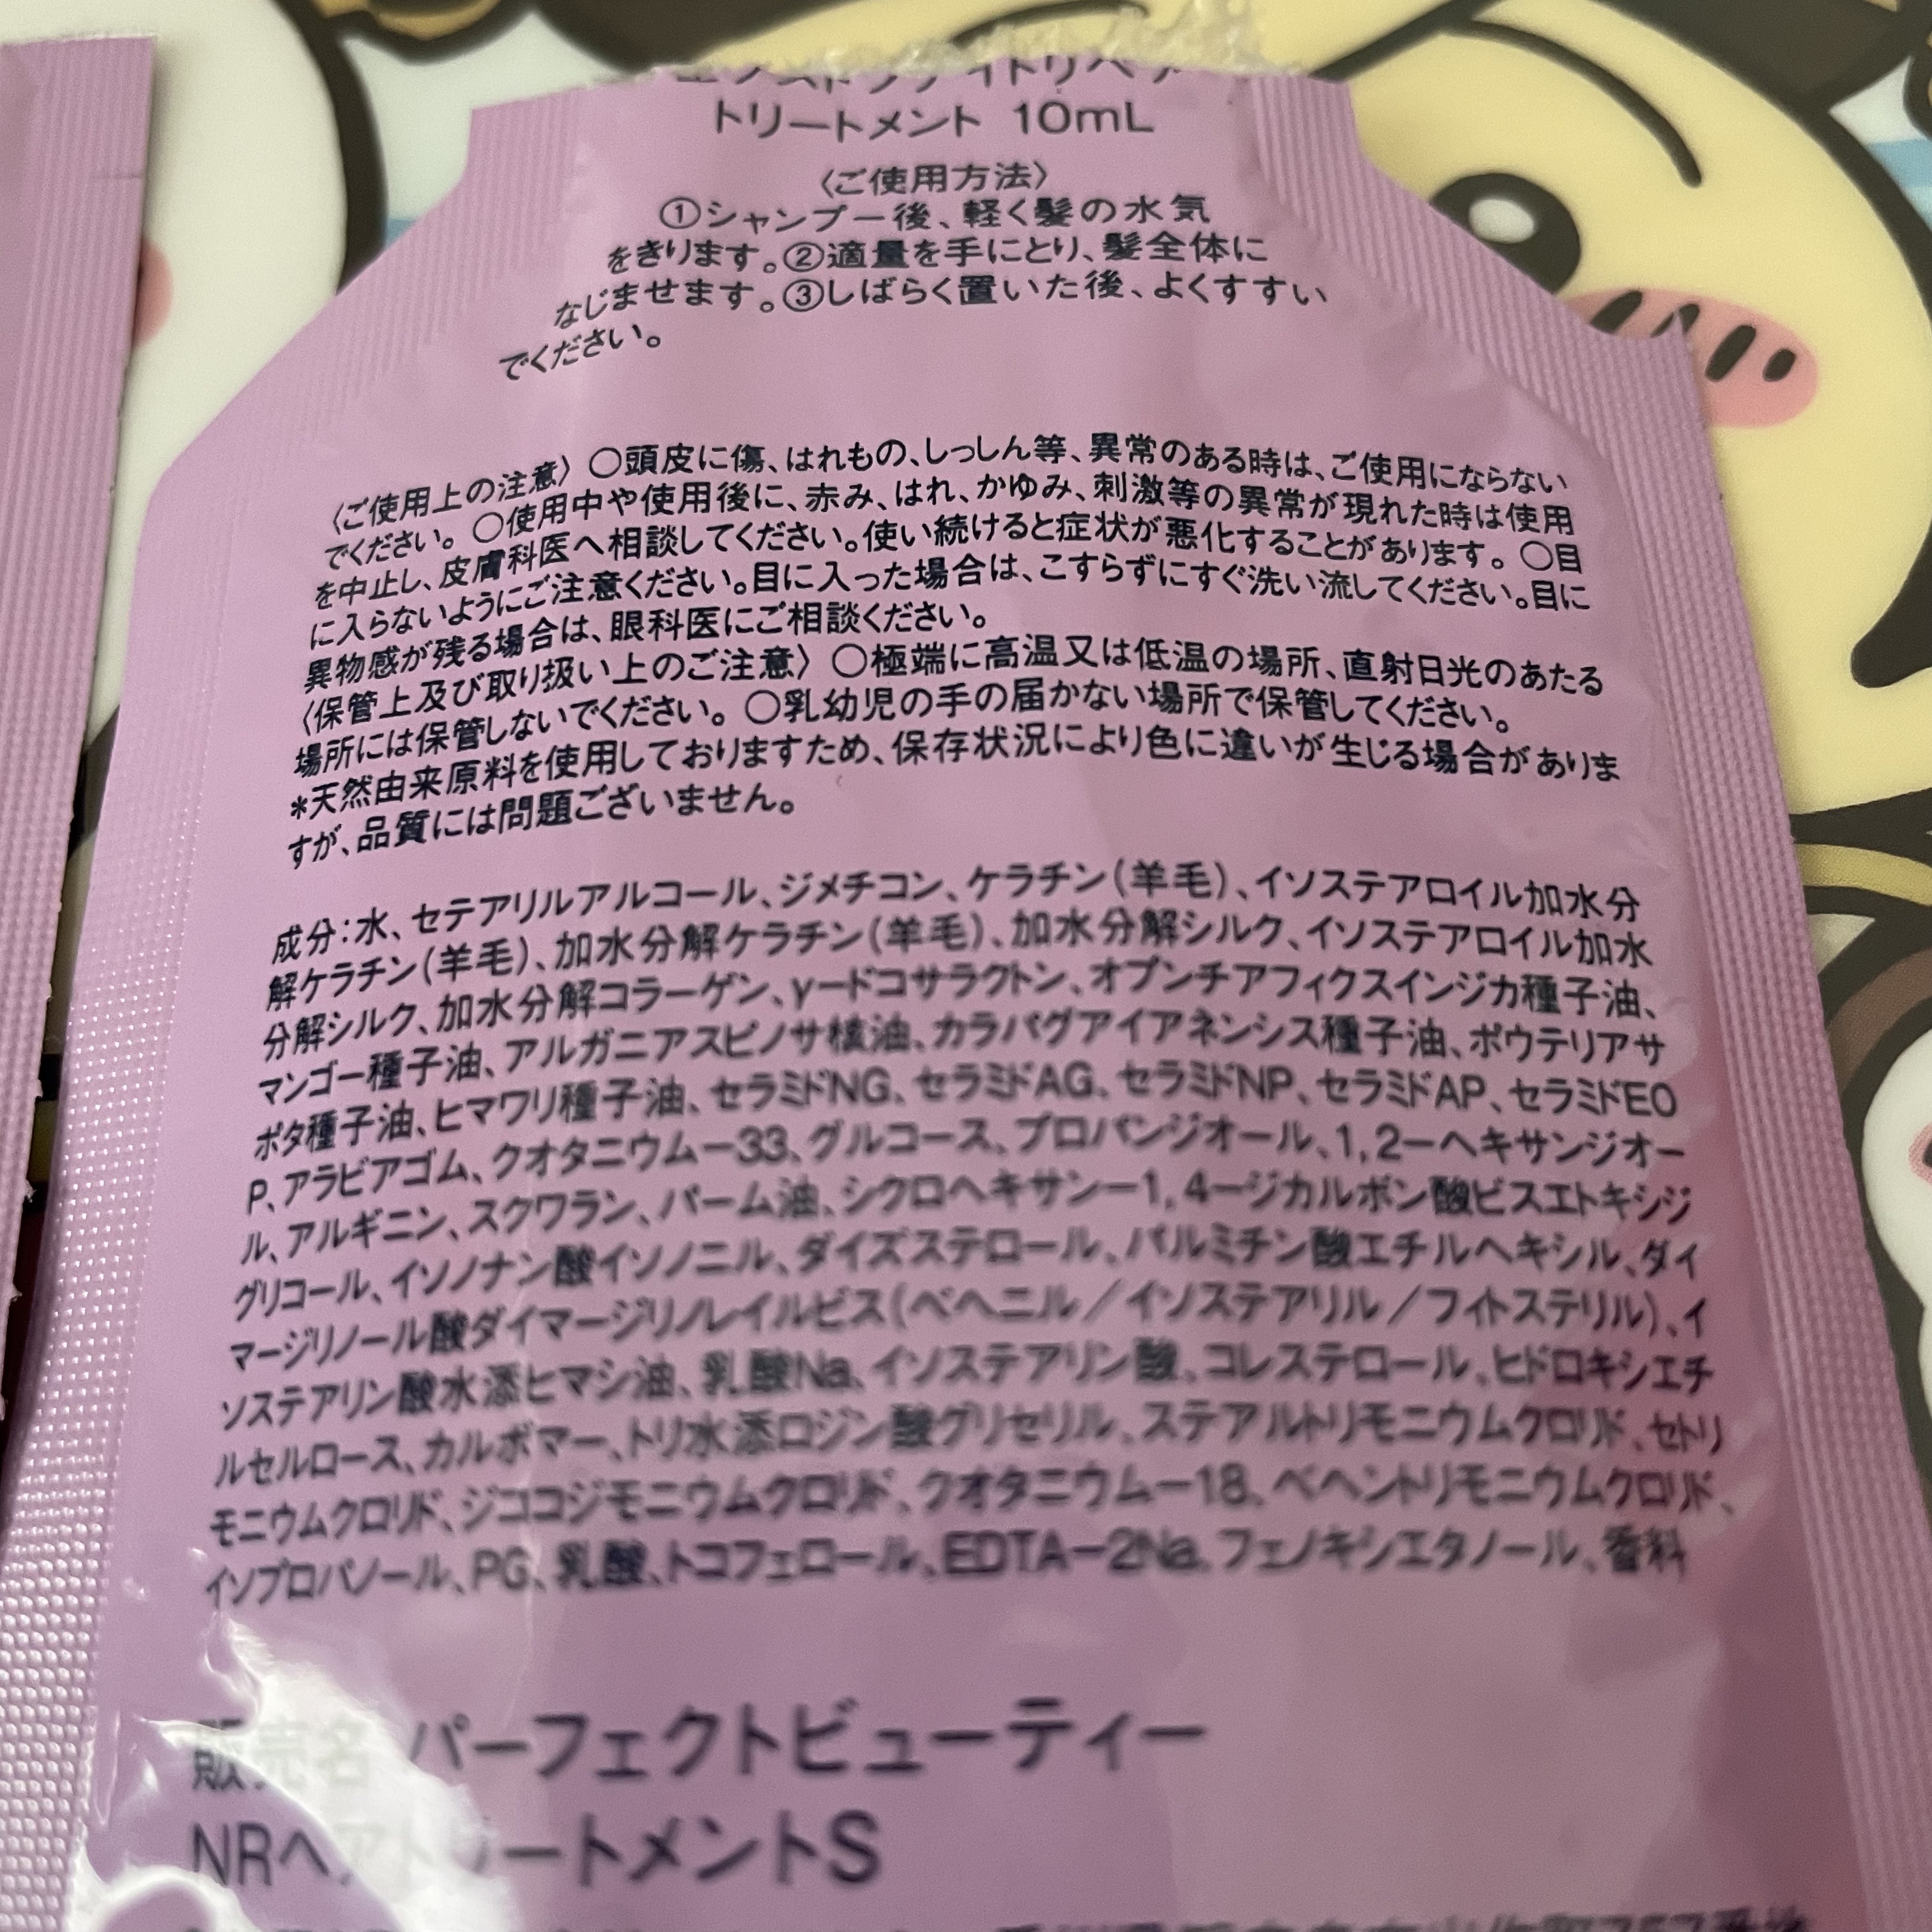 トリートメント 10mL
〈ご使用方法〉
①シャンプー後、軽く髪の水気
をきります。②適量を手にとり、髪全体に
なじませます。③しばらく置いた後、よくすすい
でください。
〈ご使用上の注意〉○頭皮に傷、はれもの、しっしん等、異常のある時は、ご使用にならない
でください。○使用中や使用後に、赤み、はれ、かゆみ、刺激等の異常が現れた時は使用
を中止し、皮膚科医へ相談してください。使い続けると症状が悪化することがあります。○目
に入らないようにご注意ください。目に入った場合は、こすらずにすぐ洗い流してください。目に
異物感が残る場合は、眼科医にご相談ください。
〈保管上及び取り扱い上のご注意〉○極端に高温又は低温の場所、直射日光のあたる
場所には保管しないでください。○乳幼児の手の届かない場所で保管してください。
*天然由来原料を使用しておりますため、保存状況により色に違いが生じる場合がありま
すが、品質には問題ございません。
成分:水、セテアリルアルコール、ジメチコン、ケラチン(羊毛)、イソステアロイル加水分
解ケラチン(羊毛)、加水分解ケラチン(羊毛)、加水分解シルク、イソステアロイル加水
分解シルク、加水分解コラーゲン、γードコサラクトン、オプンチアフィクスインジカ種子油、
マンゴー種子油、アルガニアスピノサ核油、カラパグアイアネンシス種子油、ポウテリアサ
ポタ種子油、ヒマワリ種子油、セラミドNG、セラミドAG、セラミドNP、セラミドAP、セラミドEO
P、アラビアゴム、クオタニウムー33、グルコース、プロパンジオール、1,2ーヘキサンジオー
ル、アルギニン、スクワラン、パーム油、シクロヘキサンー1,4ージカルボン酸ビスエトキシジ
グリコール、イソノナン酸イソノニル、ダイズステロール、パルミチン酸エチルヘキシル、ダイ
マージリノール酸ダイマージリノレイルビス(ベヘニル/イソステアリル/フィトステリル)、イ
ソステアリン酸水添ヒマシ油、乳酸Na、イソステアリン酸、コレステロール、ヒドロキシエチ
ルセルロース、カルボマー、トリ水添ロジン酸グリセリル、ステアルトリモニウムクロリド、セトリ
モニウムクロリド、ジココジモニウムクロリド、クオタニウムー18、ベヘントリモニウムクロリド、
イソプロパノール、PG、乳酸、トコフェロール、EDTAー2Na、フェノキシエタノール、香料
販売名 パーフェクトビューティー
NRヘアトリートメントS